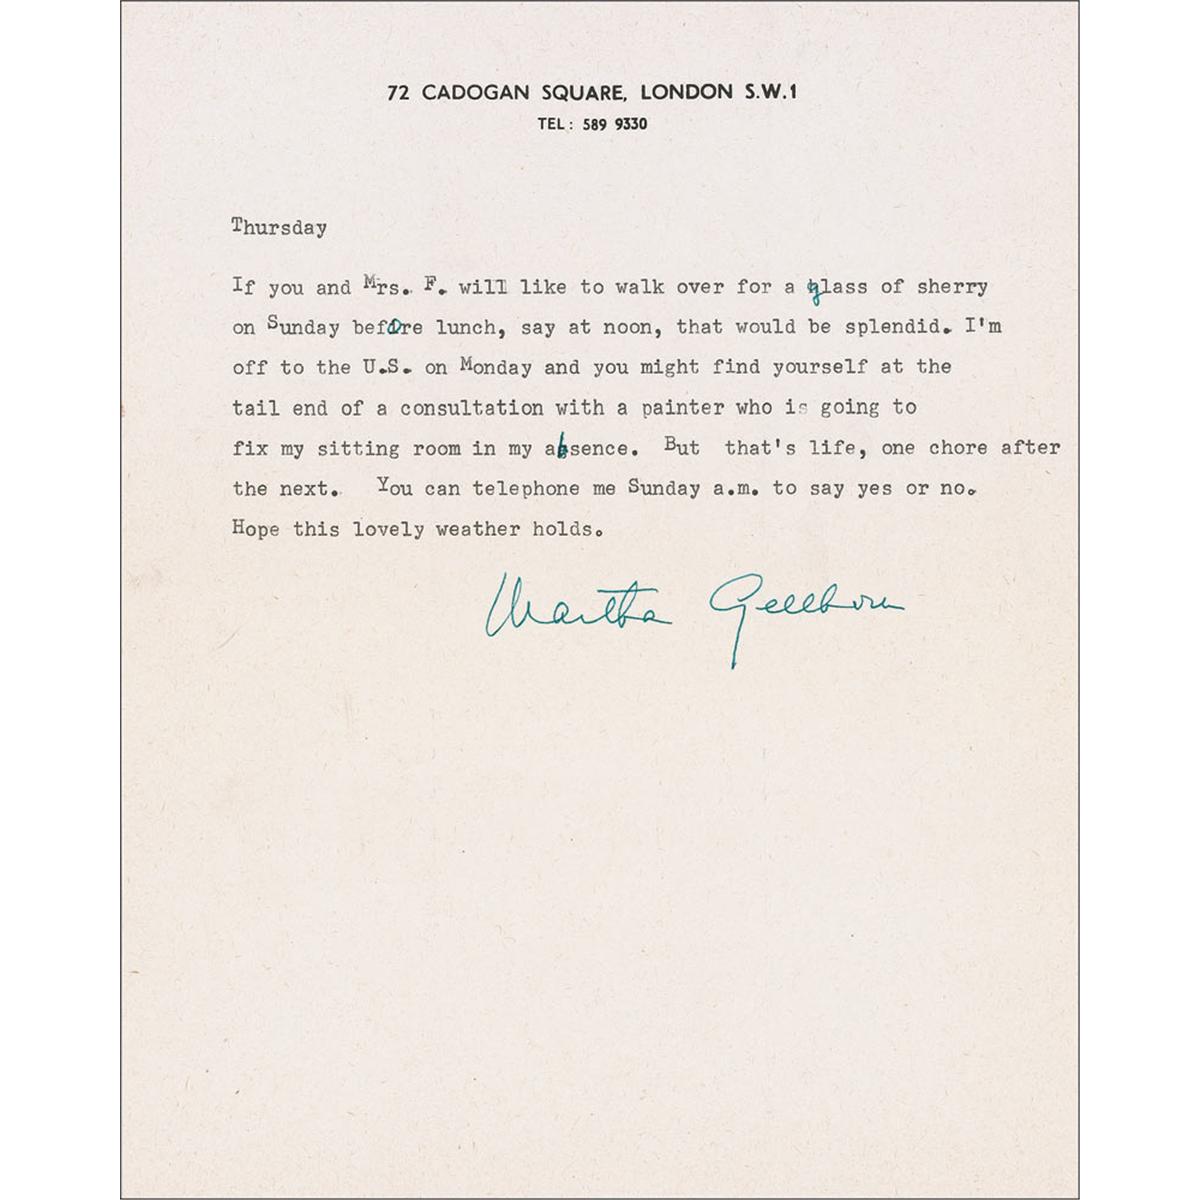 72 CADOGAN SQUARE, LONDON S.W.1
TEL: 589 9330
Thursday
If you and Mrs. F. will like to walk over for a glass of sherry
on Sunday before lunch, say at noon, that would be splendid. I'm
off to the U.S. on Monday and you might find yourself at the
tail end of a consultation with a painter who is going to
fix my sitting room in my absence. But that's life, one chore after
the next. You can telephone me Sunday a.m. to say yes or no.
Hope this lovely weather holds.
Martha Gellhorn